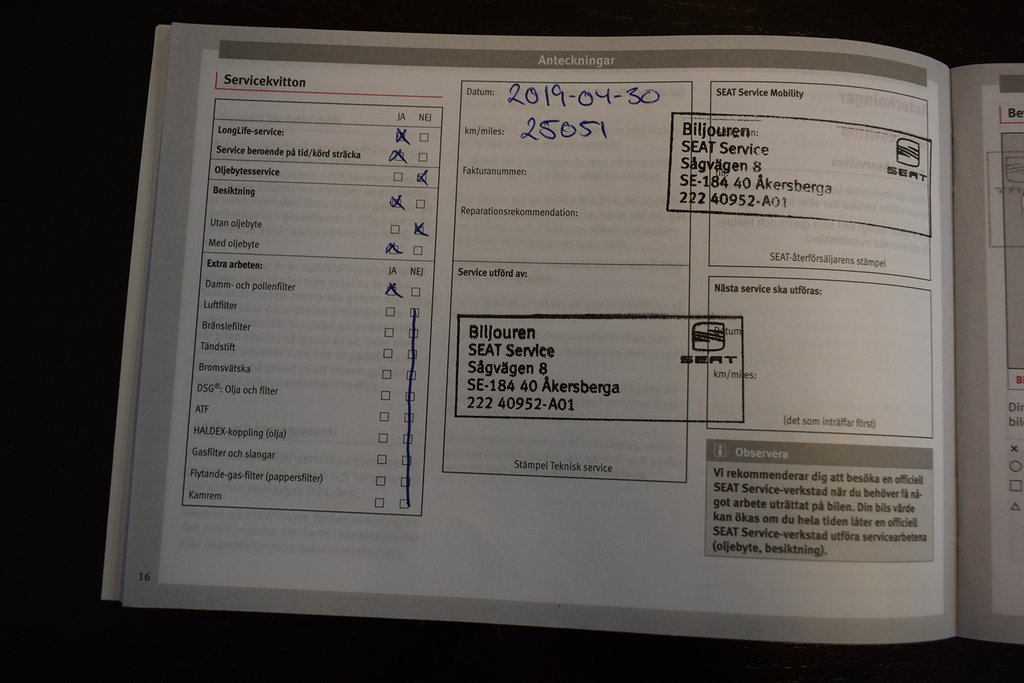 Anteckningar
Servicekvitton
JA NEJ
LongLife-service:
Service beroende på tid/körd sträcka
Oljebytesservice
Besiktning
Utan oljebyte
Med oljebyte
Extra arbeten: JA NEJ
Damm- och pollenfilter
Luftfilter
Bränslefilter
Tändstift
Bromsvätska
DSG®: Olja och filter
ATF
HALDEX-koppling (olja)
Gasfilter och slangar
Flytande-gas-filter (pappersfilter)
Kamrem
16
Datum: 2019-04-30
km/miles: 25051
Fakturanummer:
Reparationsrekommendation:
Service utförd av:
Biljouren
SEAT Service
Sågvägen 8
SE-184 40 Åkersberga
222 40952-A01
SEAT
Stämpel Teknisk service
SEAT Service Mobility
Biljouren
SEAT Service
Sågvägen 8
SE-184 40 Åkersberga
222 40952-A01
SEAT
SEAT-återförsäljarens stämpel
Nästa service ska utföras:
Datum
km/miles:
(det som inträffar först)
Observera
Vi rekommenderar dig att besöka en officiell
SEAT Service-verkstad när du behöver få nå-
got arbete uträttat på bilen. Din bils värde
kan ökas om du hela tiden låter en officiell
SEAT Service-verkstad utföra servicearbetena
(oljebyte, besiktning).